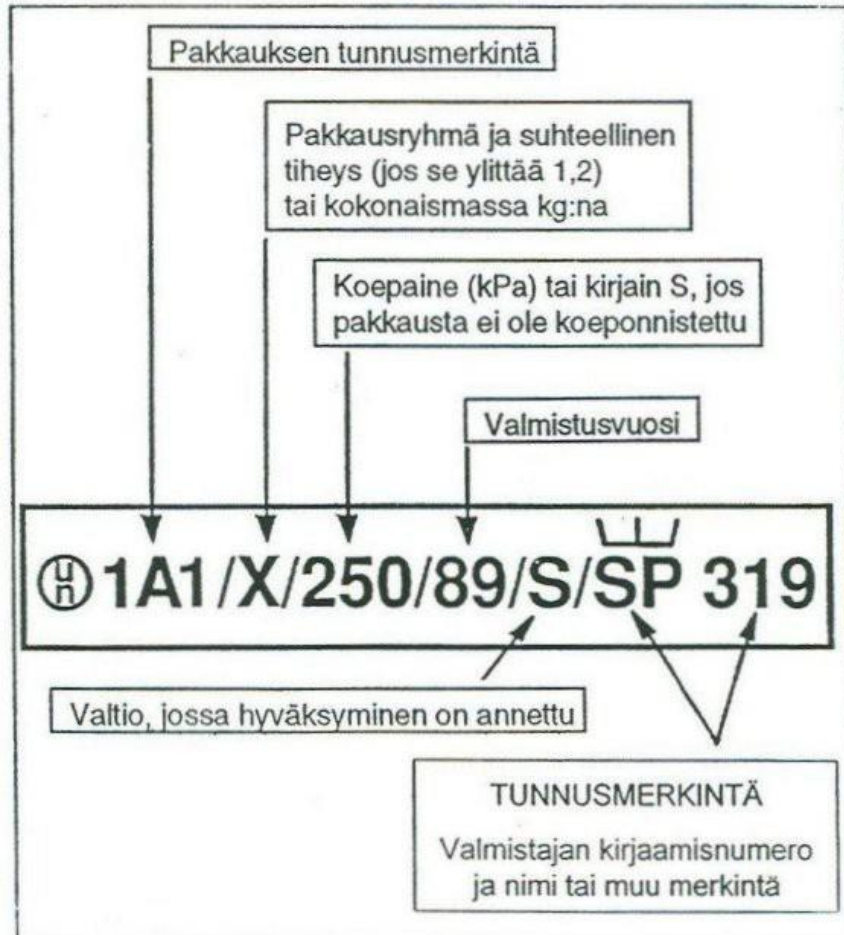 Pakkauksen tunnusmerkintä
Pakkausryhmä ja suhteellinen
tiheys (jos se ylittää 1,2)
tai kokonaismassa kg:na
Koepaine (kPa) tai kirjain S, jos
pakkausta ei ole koeponnistettu
Valmistusvuosi
un 1A1/X/250/89/S/SP 319
Valtio, jossa hyväksyminen on annettu
TUNNUSMERKINTÄ
Valmistajan kirjaamisnumero
ja nimi tai muu merkintä